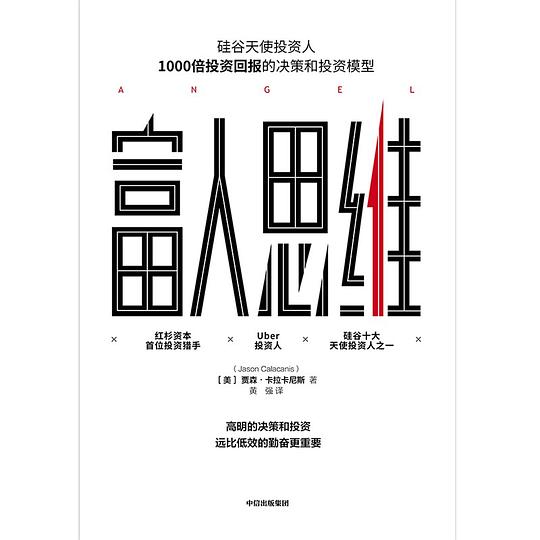 硅谷天使投资人
1000倍投资回报的决策和投资模型
ANGEL
富人思维
× 红杉资本 × Uber × 硅谷十大 ×
首位投资猎手 投资人 天使投资人之一
(Jason Calacanis)
[美] 贾森·卡拉卡尼斯 著
黄 强 译
高明的决策和投资
远比低效的勤奋更重要
中信出版集团